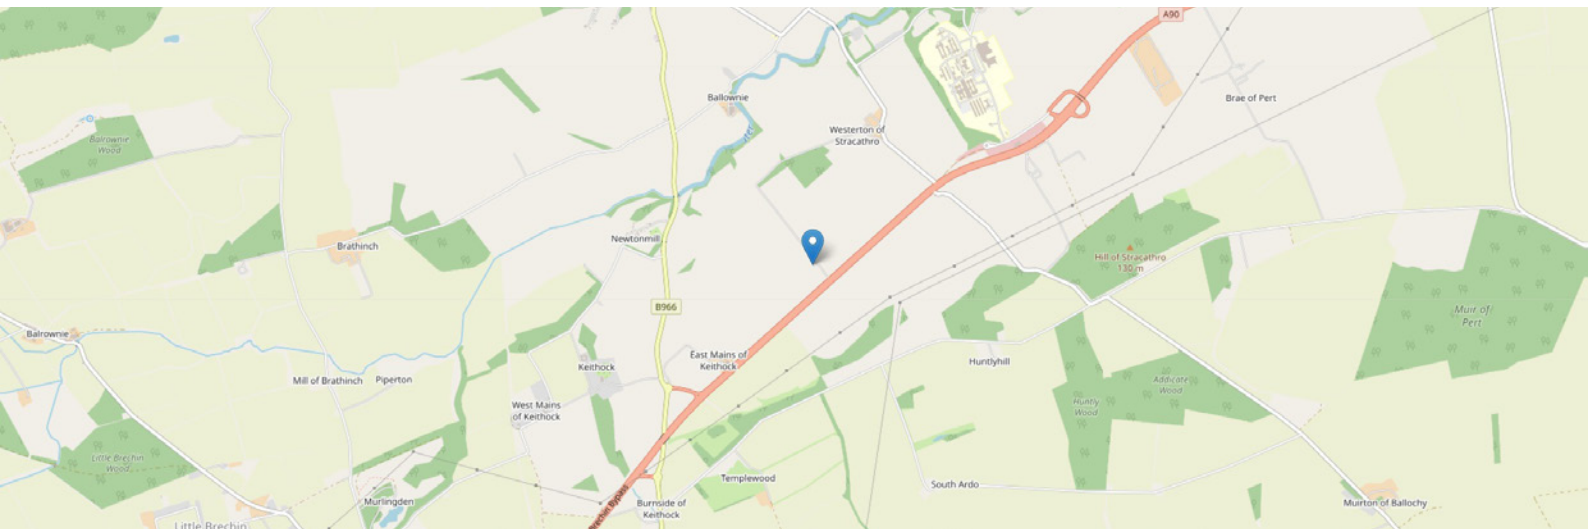 A90
Ballownie
Brae of Pert
Westerton of
Stracathro
Balrownie
Wood
Newtonmill
Brathinch
Hill of Stracathro
130 m
B966
Muir of
Pert
Balrownie
East Mains of
Keithock
Keithock
Huntlyhill
Mill of Brathinch
Piperton
Addicate
Wood
West Mains
of Keithock
Huntly
Wood
Little Brechin
Wood
Templewood
South Ardo
Murlingden
Burnside of
Keithock
Muirton of Ballochy
Brechin Bypass
Little Brechin